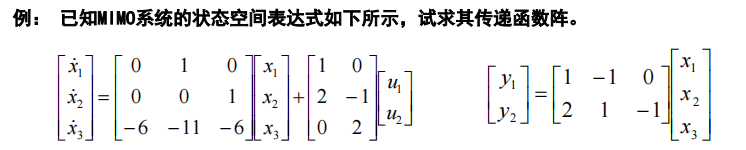 例： 已知MIMO系统的状态空间表达式如下所示，试求其传递函数阵。
[ẋ₁] [0 1 0][x₁] [1 0] [y₁] [1 -1 0][x₁]
[ẋ₂]=[0 0 1][x₂]+[2 -1][u₁] [y₂]=[2 1 -1][x₂]
[ẋ₃] [-6 -11 -6][x₃] [0 2][u₂] [x₃]